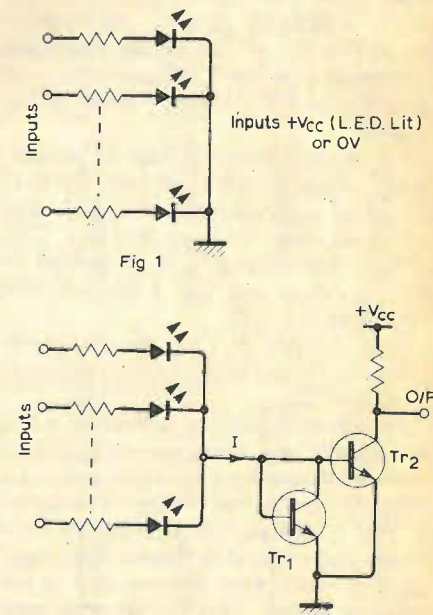 Inputs
Inputs +Vcc (L.E.D. Lit)
or 0V
Fig 1
+Vcc
O/P
Inputs
I
Tr2
Tr1